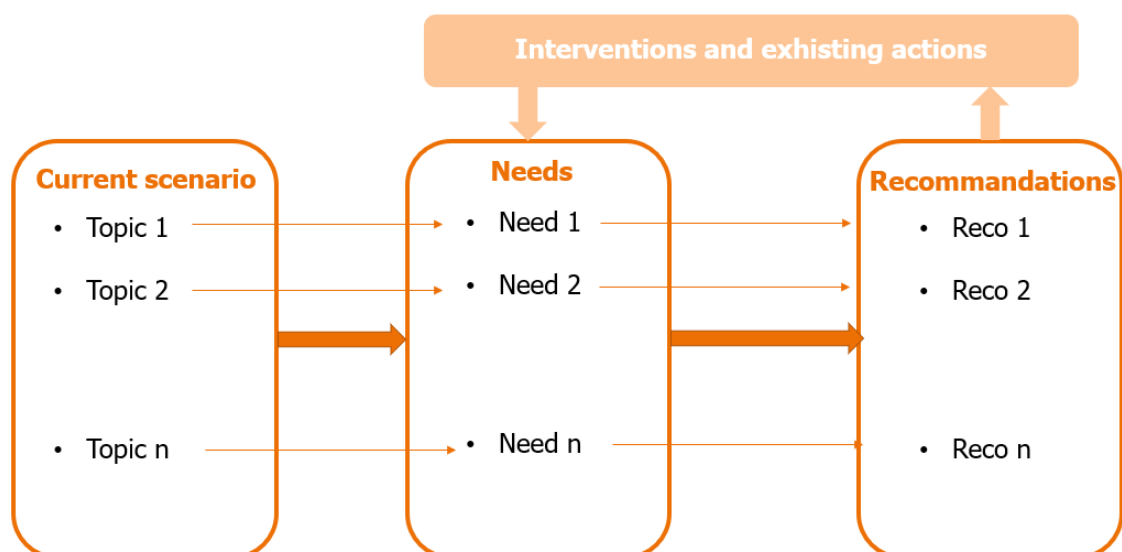 Interventions and exhisting actions
Current scenario
• Topic 1
• Topic 2
• Topic n
Needs
• Need 1
• Need 2
• Need n
Recommandations
• Reco 1
• Reco 2
• Reco n